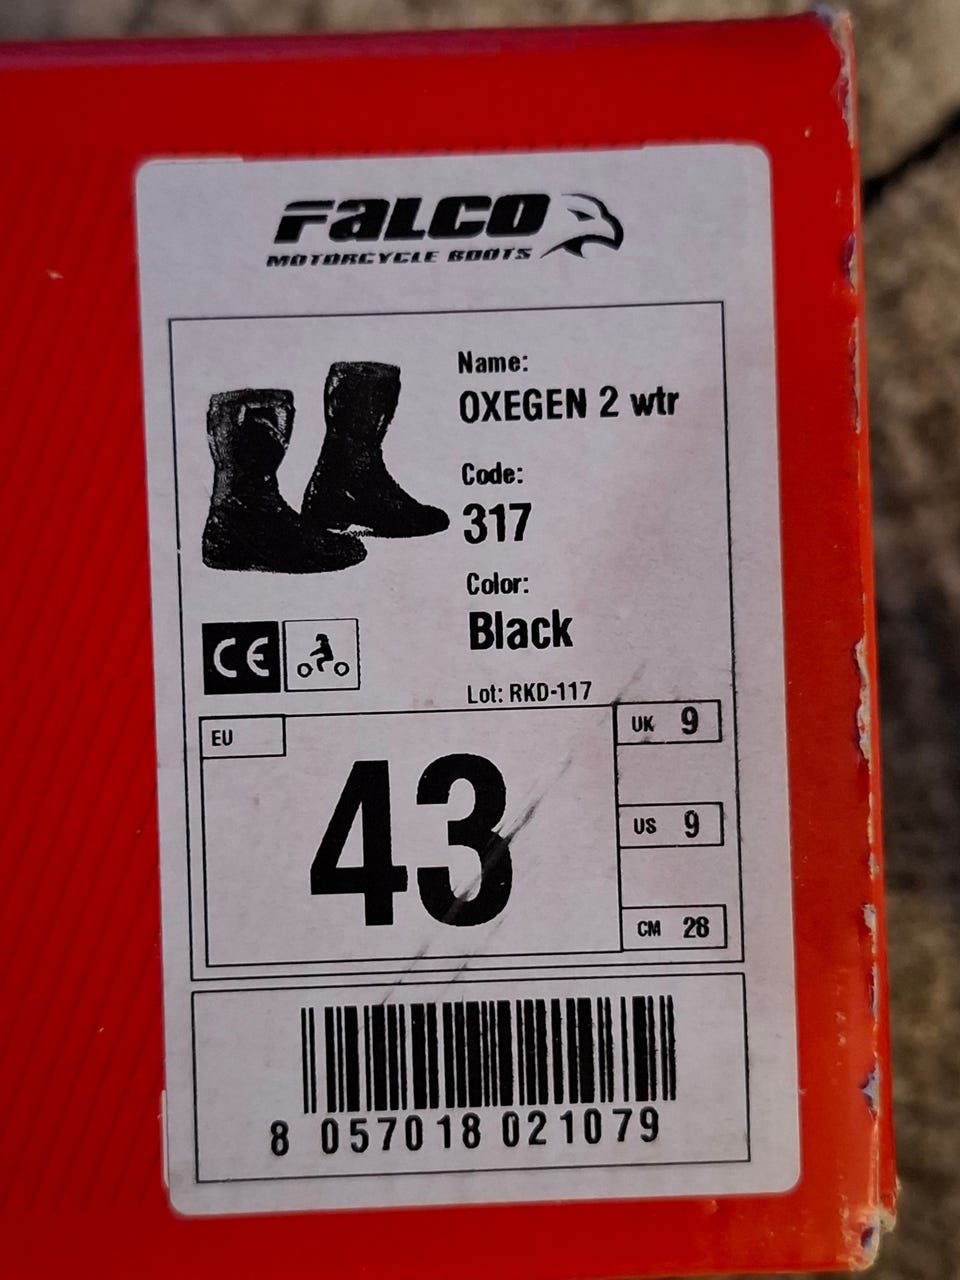 FALCO
MOTORCYCLE BOOTS
Name:
OXEGEN 2 wtr
Code:
317
Color:
Black
CE
Lot: RKD-117
EU
43
UK 9
US 9
CM 28
8 057018 021079